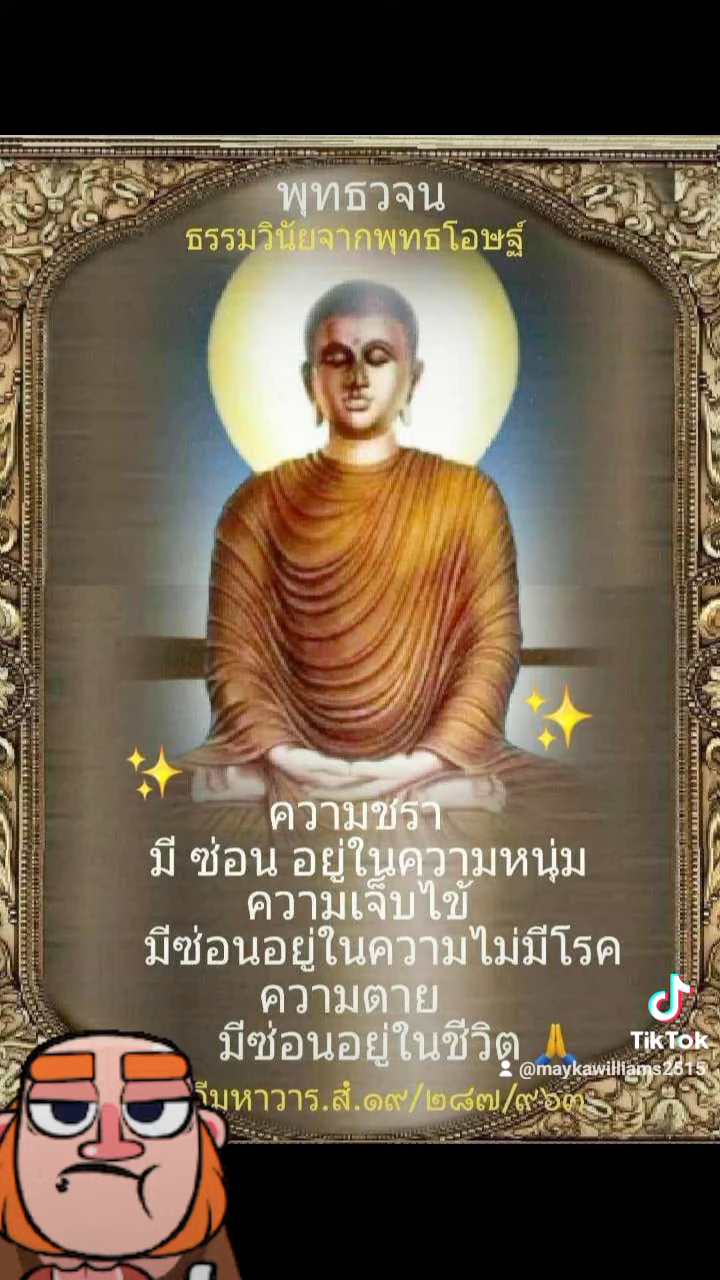 พุทธวจน
ธรรมวินัยจากพุทธโอษฐ์
ความชรา
มี ซ่อน อยู่ในความหนุ่ม
ความเจ็บไข้
มีซ่อนอยู่ในความไม่มีโรค
ความตาย
มีซ่อนอยู่ในชีวิต 🙏
TikTok
@maykawilliams2515
มหาวาร.สํ.๑๙/๒๘๗/๙๖๓